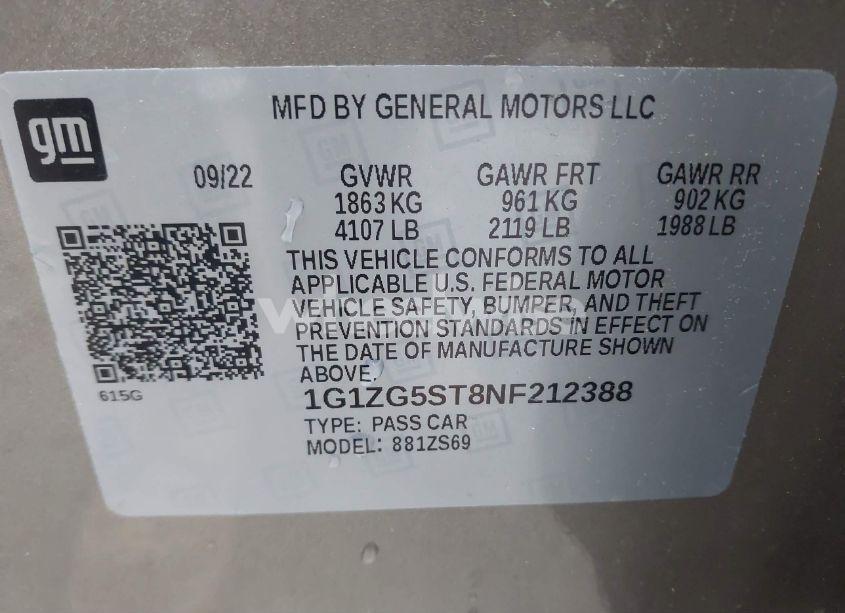 gm
MFD BY GENERAL MOTORS LLC
09/22 GVWR GAWR FRT GAWR RR
1863 KG 961 KG 902 KG
4107 LB 2119 LB 1988 LB
THIS VEHICLE CONFORMS TO ALL
APPLICABLE U.S. FEDERAL MOTOR
VEHICLE SAFETY, BUMPER, AND THEFT
PREVENTION STANDARDS IN EFFECT ON
THE DATE OF MANUFACTURE SHOWN
ABOVE.
615G
1G1ZG5ST8NF212388
TYPE: PASS CAR
MODEL: 881ZS69